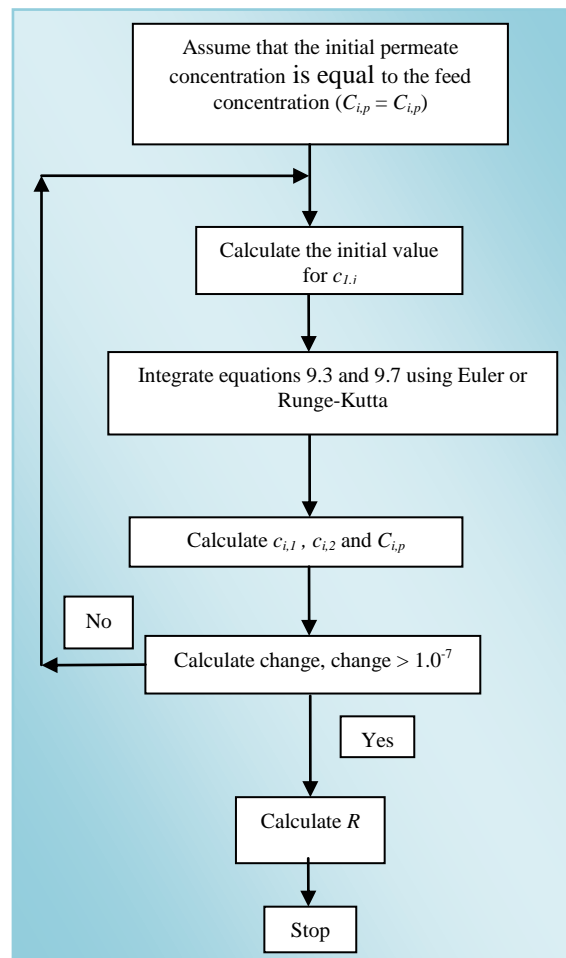 Assume that the initial permeate
concentration is equal to the feed
concentration (C_{i,p} = C_{i,p})
Calculate the initial value
for c_{1.i}
Integrate equations 9.3 and 9.7 using Euler or
Runge-Kutta
Calculate c_{i,1} , c_{i,2} and C_{i,p}
No
Calculate change, change > 1.0^{-7}
Yes
Calculate R
Stop